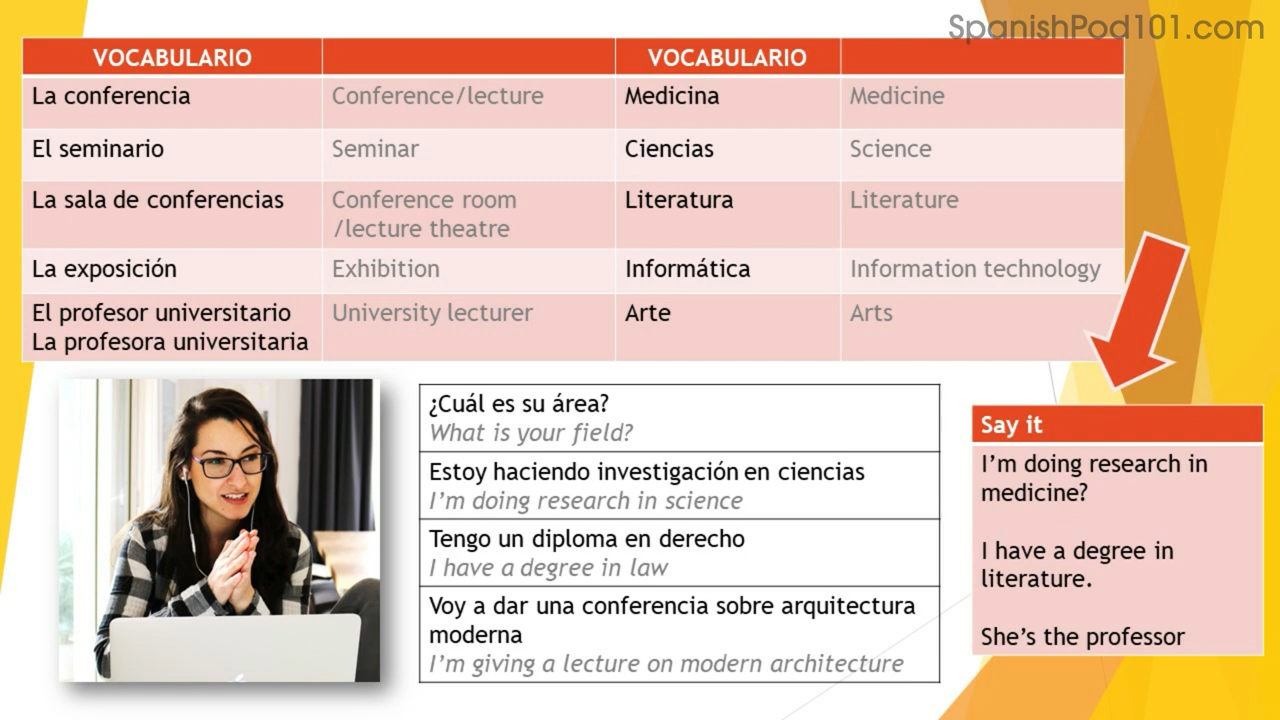 SpanishPod101.com
VOCABULARIO VOCABULARIO
La conferencia Conference/lecture Medicina Medicine
El seminario Seminar Ciencias Science
La sala de conferencias Conference room Literatura Literature
/lecture theatre
La exposición Exhibition Informática Information technology
El profesor universitario University lecturer Arte Arts
La profesora universitaria
¿Cuál es su área?
What is your field?
Estoy haciendo investigación en ciencias
I'm doing research in science
Tengo un diploma en derecho
I have a degree in law
Voy a dar una conferencia sobre arquitectura
moderna
I'm giving a lecture on modern architecture
Say it
I'm doing research in
medicine?
I have a degree in
literature.
She's the professor